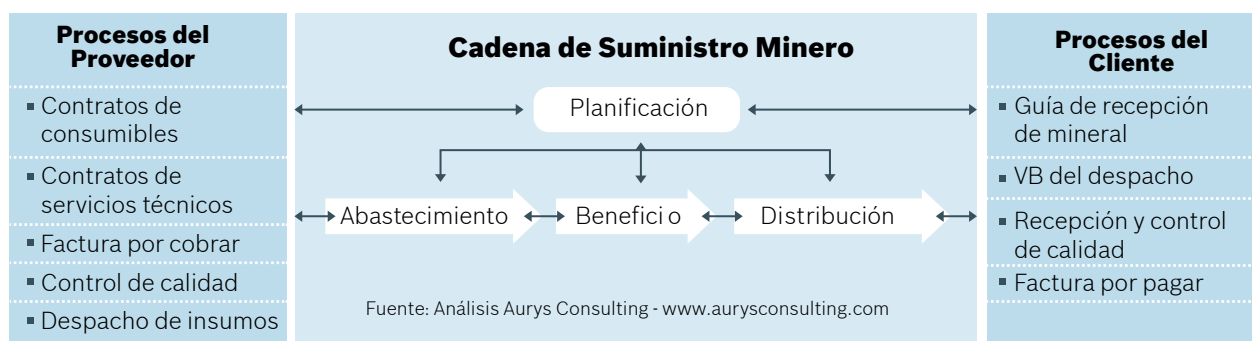 Procesos del
Proveedor
▪ Contratos de
consumibles
▪ Contratos de
servicios técnicos
▪ Factura por cobrar
▪ Control de calidad
▪ Despacho de insumos
Cadena de Suministro Minero
Planificación
Abastecimiento
Beneficio
Distribución
Fuente: Análisis Aurys Consulting - www.aurysconsulting.com
Procesos del
Cliente
▪ Guía de recepción
de mineral
▪ VB del despacho
▪ Recepción y control
de calidad
▪ Factura por pagar